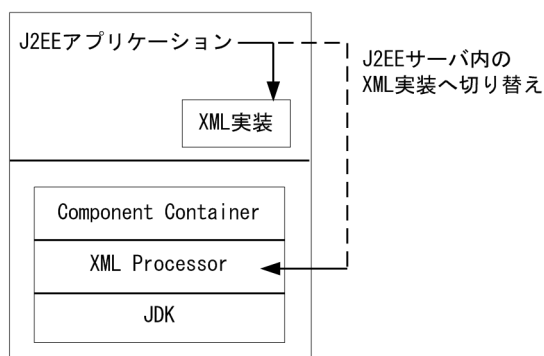 J2EEアプリケーション
J2EEサーバ内の
XML実装へ切り替え
XML実装
Component Container
XML Processor
JDK